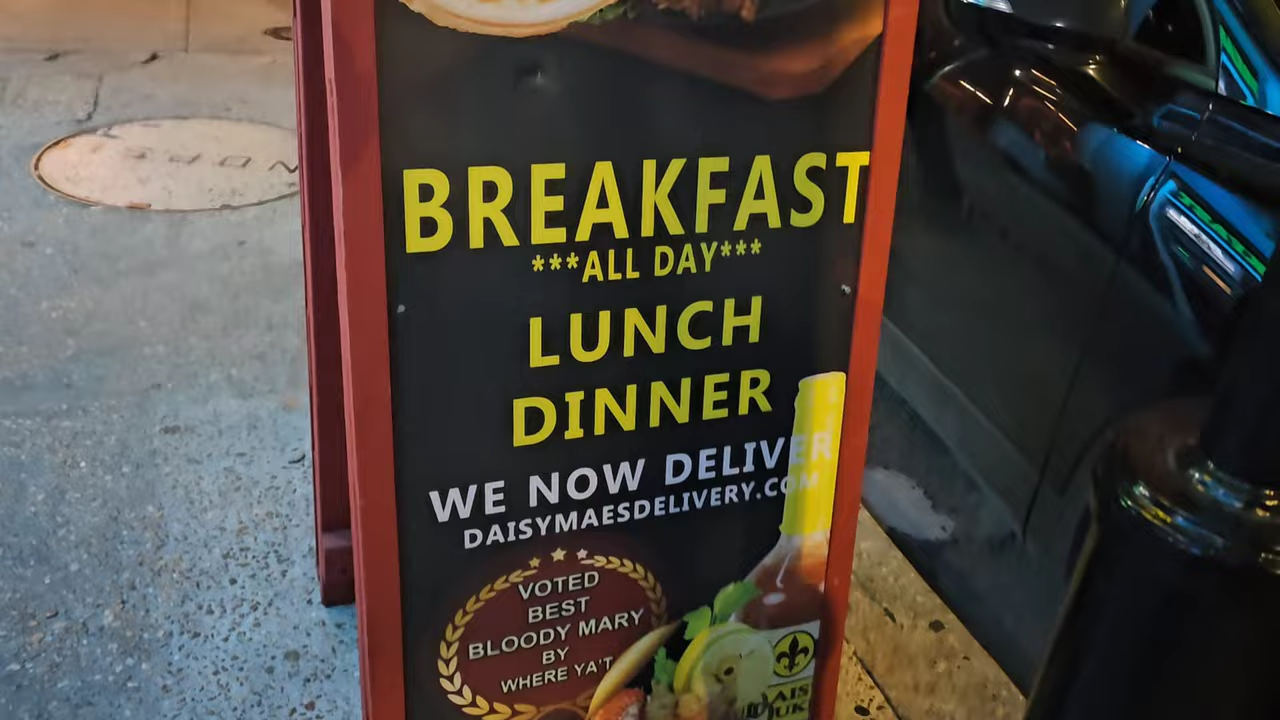 BREAKFAST
***ALL DAY***
LUNCH
DINNER
WE NOW DELIVER
DAISYMAESDELIVERY.COM
VOTED
BEST
BLOODY MARY
BY
WHERE YA'T